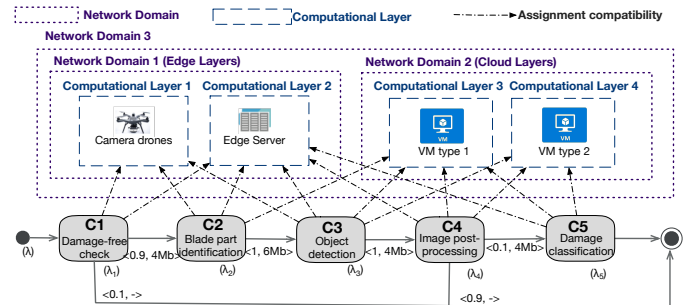 Network Domain
Computational Layer
Assignment compatibility
Network Domain 3
Network Domain 1 (Edge Layers)
Network Domain 2 (Cloud Layers)
Computational Layer 1
Computational Layer 2
Computational Layer 3
Computational Layer 4
Camera drones
Edge Server
VM
VM type 1
VM
VM type 2
C1
Damage-free
check
C2
Blade part
identification
C3
Object
detection
C4
Image post-
processing
C5
Damage
classification
<0.9, 4Mb>
<1, 6Mb>
<1, 4Mb>
<0.1, 4Mb>
(λ)
(λ₁)
(λ₂)
(λ₃)
(λ₄)
(λ₅)
<0.1, ->
<0.9, ->